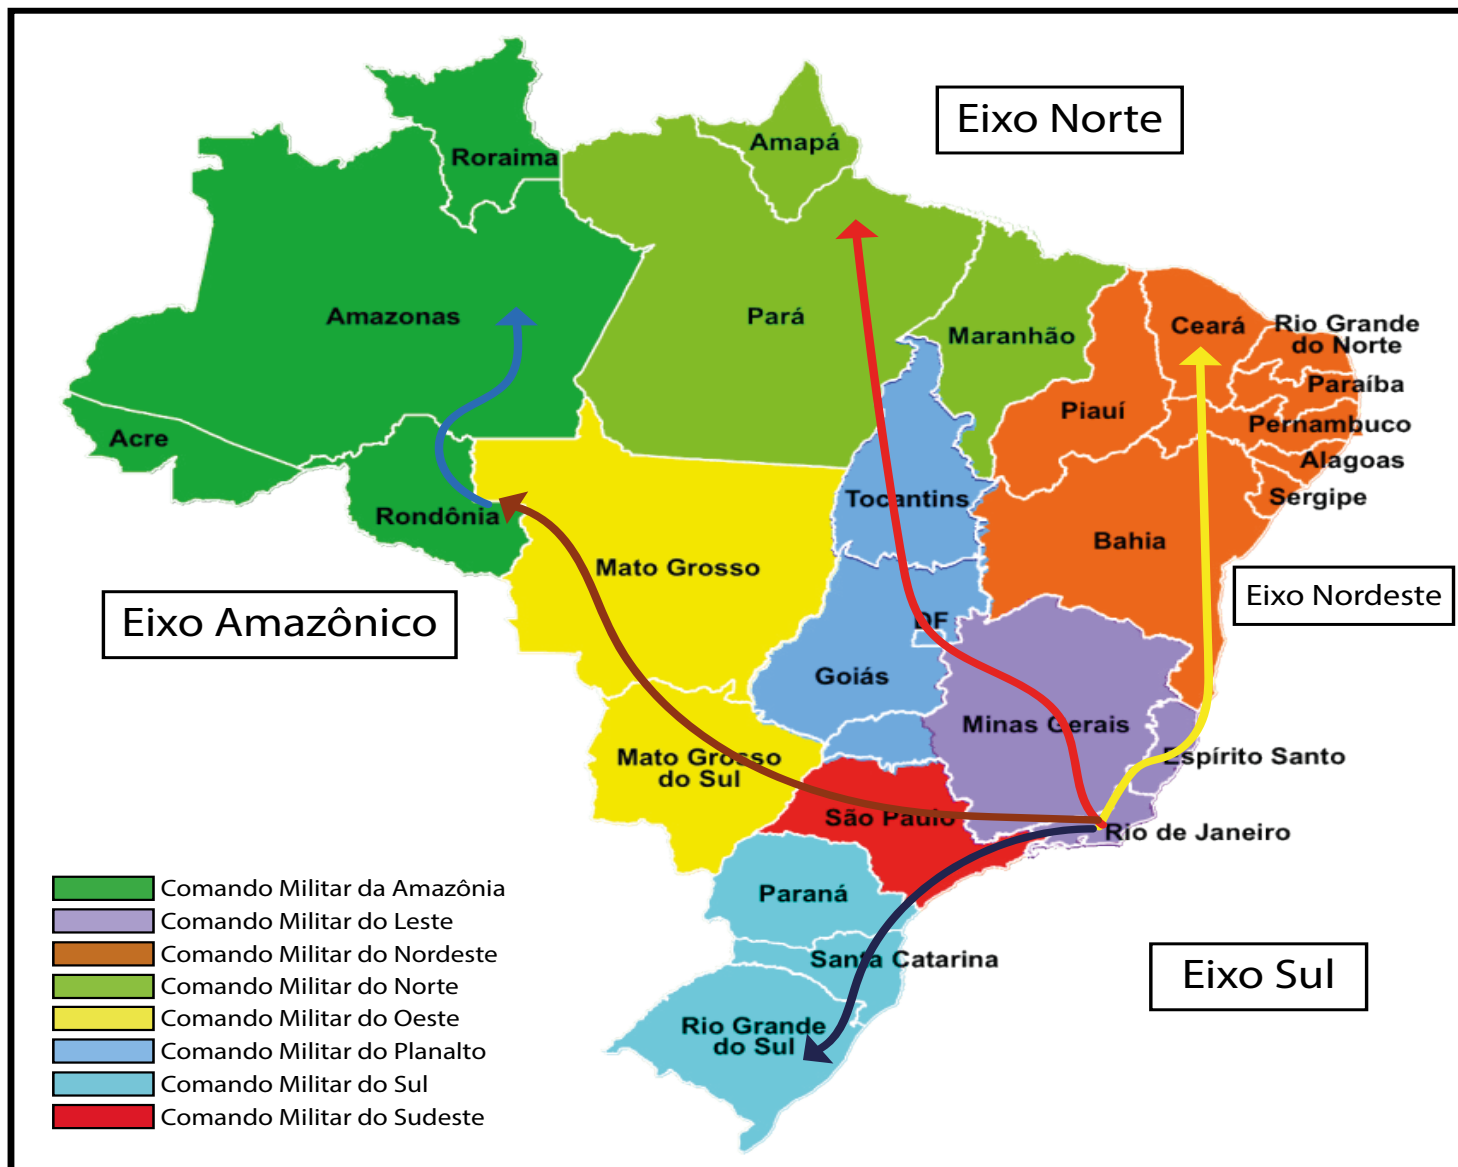 Eixo Norte
Amapá
Roraima
Amazonas
Pará
Maranhão
Ceará
Rio Grande
do Norte
Paraíba
Piauí
Pernambuco
Acre
Alagoas
Sergipe
Tocantins
Rondônia
Bahia
Mato Grosso
Eixo Nordeste
Eixo Amazônico
DF
Goiás
Minas Gerais
Mato Grosso
do Sul
Espírito Santo
São Paulo
Rio de Janeiro
Paraná
Santa Catarina
Eixo Sul
Rio Grande
do Sul
Comando Militar da Amazônia
Comando Militar do Leste
Comando Militar do Nordeste
Comando Militar do Norte
Comando Militar do Oeste
Comando Militar do Planalto
Comando Militar do Sul
Comando Militar do Sudeste